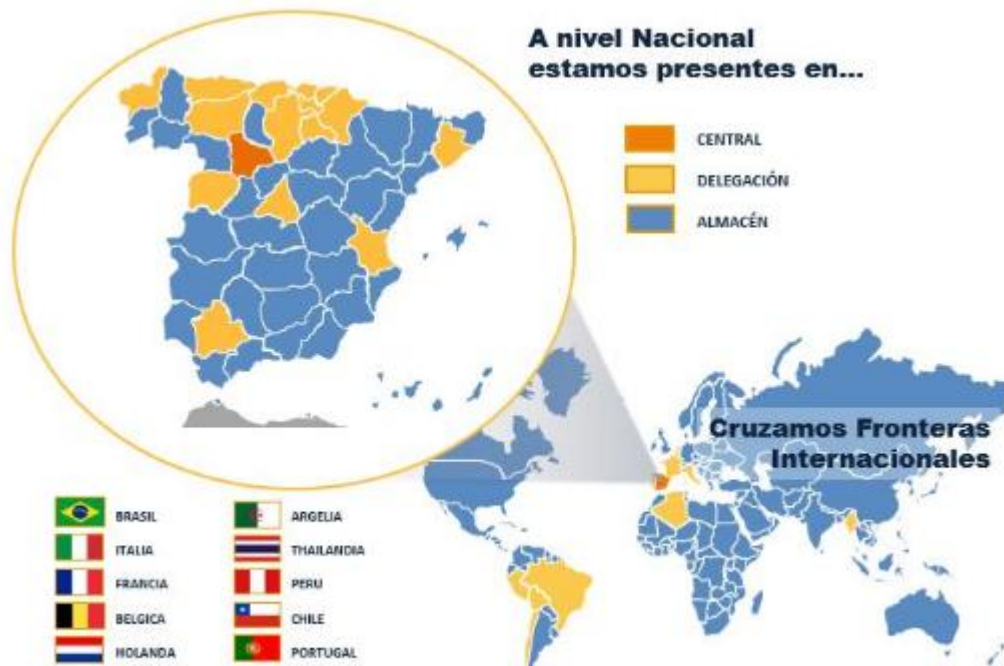 A nivel Nacional
estamos presentes en...
CENTRAL
DELEGACIÓN
ALMACÉN
Cruzamos Fronteras
Internacionales
BRASIL
ITALIA
FRANCIA
BELGICA
HOLANDA
ARGELIA
THAILANDIA
PERU
CHILE
PORTUGAL